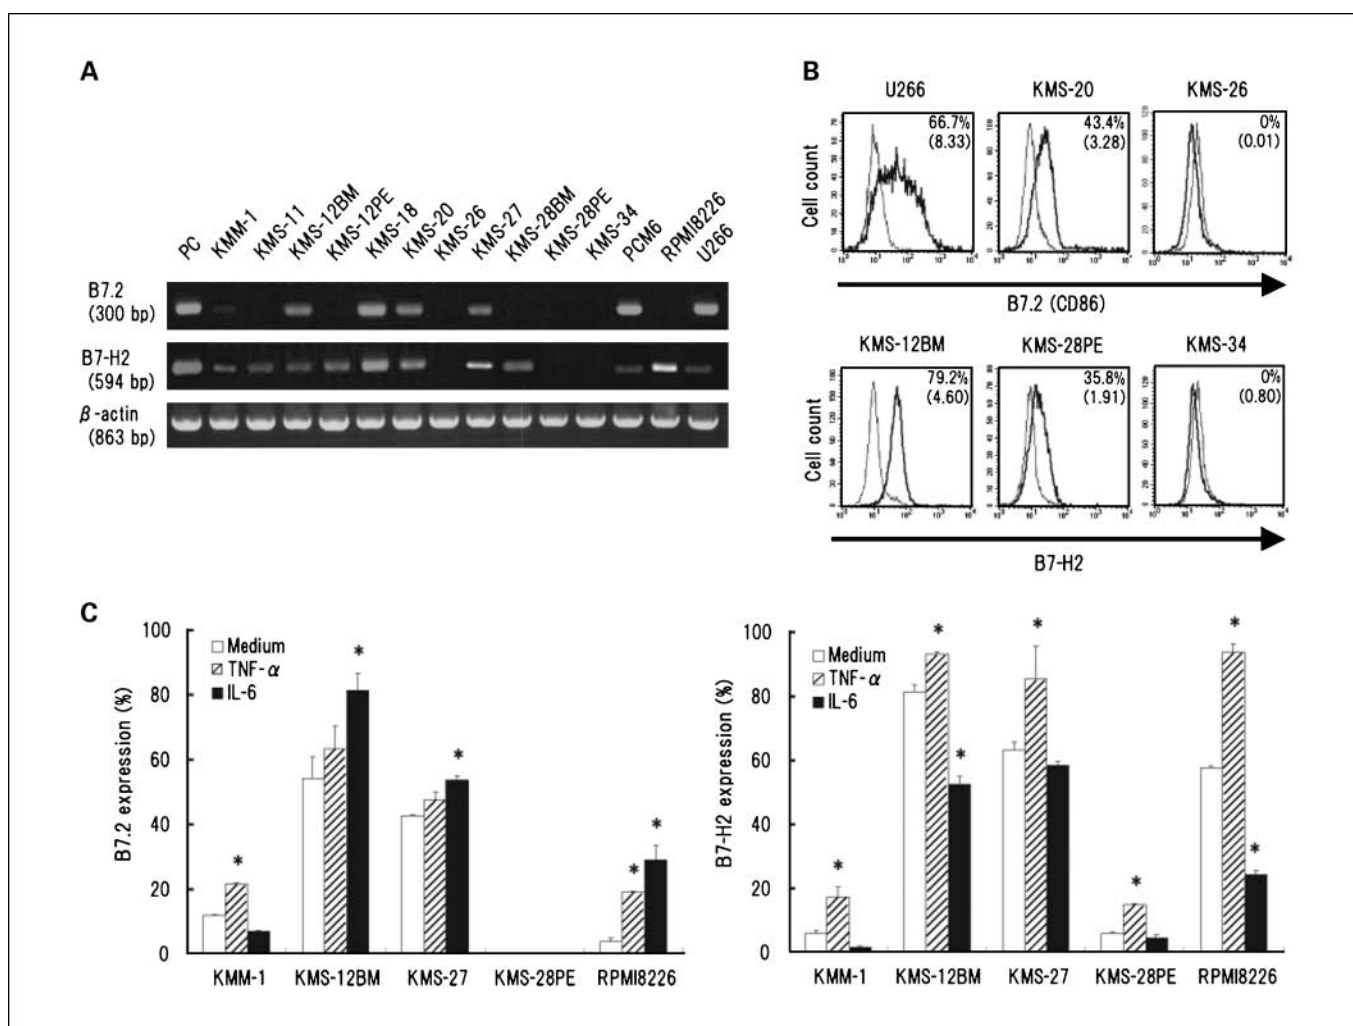 A
PC KMM-1 KMS-11 KMS-12BM KMS-12PE KMS-18 KMS-20 KMS-26 KMS-27 KMS-28BM KMS-28PE KMS-34 PCM6 RPMI8226 U266
B7.2
(300 bp)
B7-H2
(594 bp)
β-actin
(863 bp)
B
U266 KMS-20 KMS-26
66.7% 43.4% 0%
(8.33) (3.28) (0.01)
Cell count
B7.2 (CD86)
KMS-12BM KMS-28PE KMS-34
79.2% 35.8% 0%
(4.60) (1.91) (0.80)
Cell count
B7-H2
C
B7.2 expression (%)
100
80
60
40
20
0
Medium
TNF-α
IL-6
* * * * *
KMM-1 KMS-12BM KMS-27 KMS-28PE RPMI8226
B7-H2 expression (%)
100
80
60
40
20
0
Medium
TNF-α
IL-6
* * * * * * *
KMM-1 KMS-12BM KMS-27 KMS-28PE RPMI8226